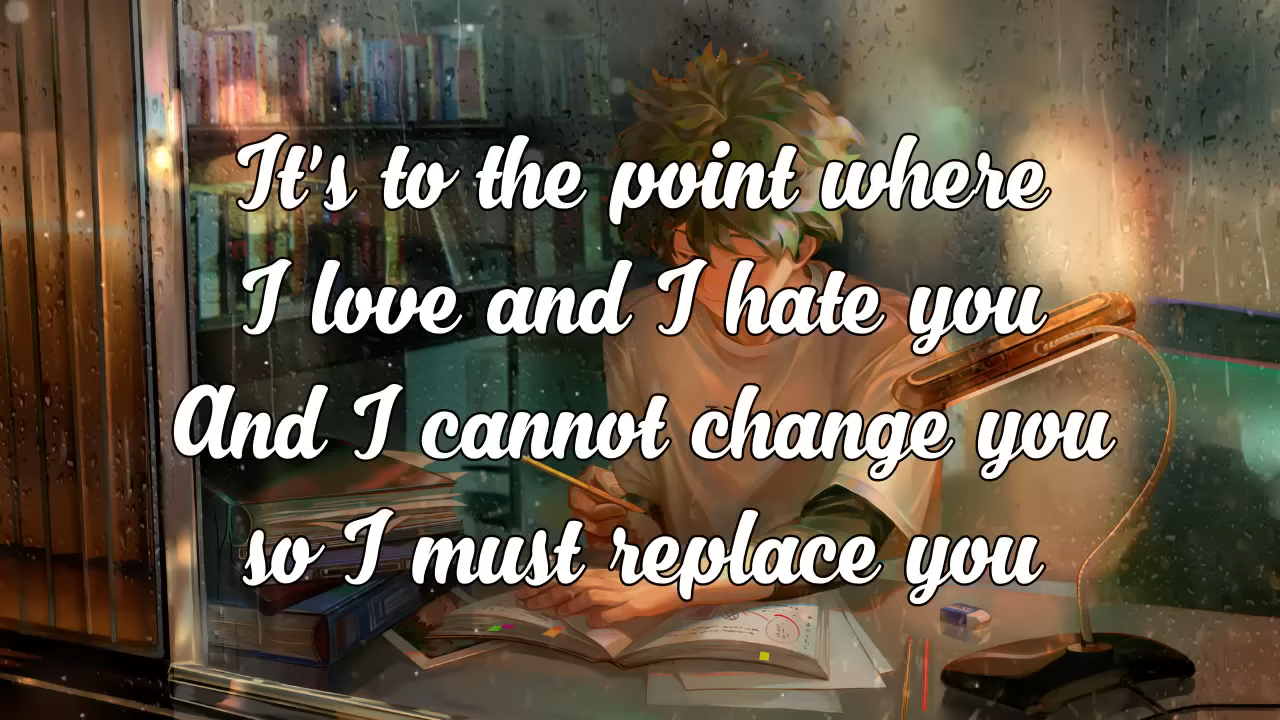 It's to the point where
I love and I hate you
And I cannot change you
so I must replace you